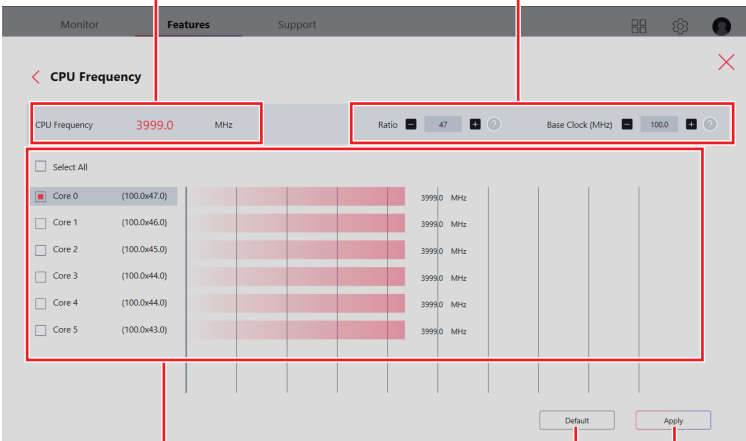 Monitor Features Support
CPU Frequency
CPU Frequency 3999.0 MHz Ratio 47 ? Base Clock (MHz) 100.0 ?
Select All
Core 0 (100.0x47.0) 3999.0 MHz
Core 1 (100.0x46.0) 3999.0 MHz
Core 2 (100.0x45.0) 3999.0 MHz
Core 3 (100.0x44.0) 3999.0 MHz
Core 4 (100.0x44.0) 3999.0 MHz
Core 5 (100.0x43.0) 3999.0 MHz
Default Apply